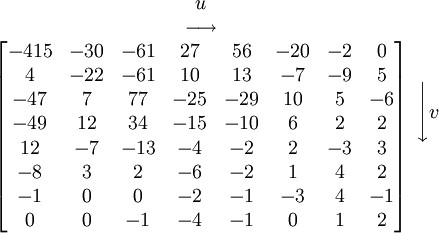 u
⟶
−415 −30 −61 27 56 −20 −2 0
4 −22 −61 10 13 −7 −9 5
−47 7 77 −25 −29 10 5 −6
−49 12 34 −15 −10 6 2 2
12 −7 −13 −4 −2 2 −3 3
−8 3 2 −6 −2 1 4 2
−1 0 0 −2 −1 −3 4 −1
0 0 −1 −4 −1 0 1 2
v